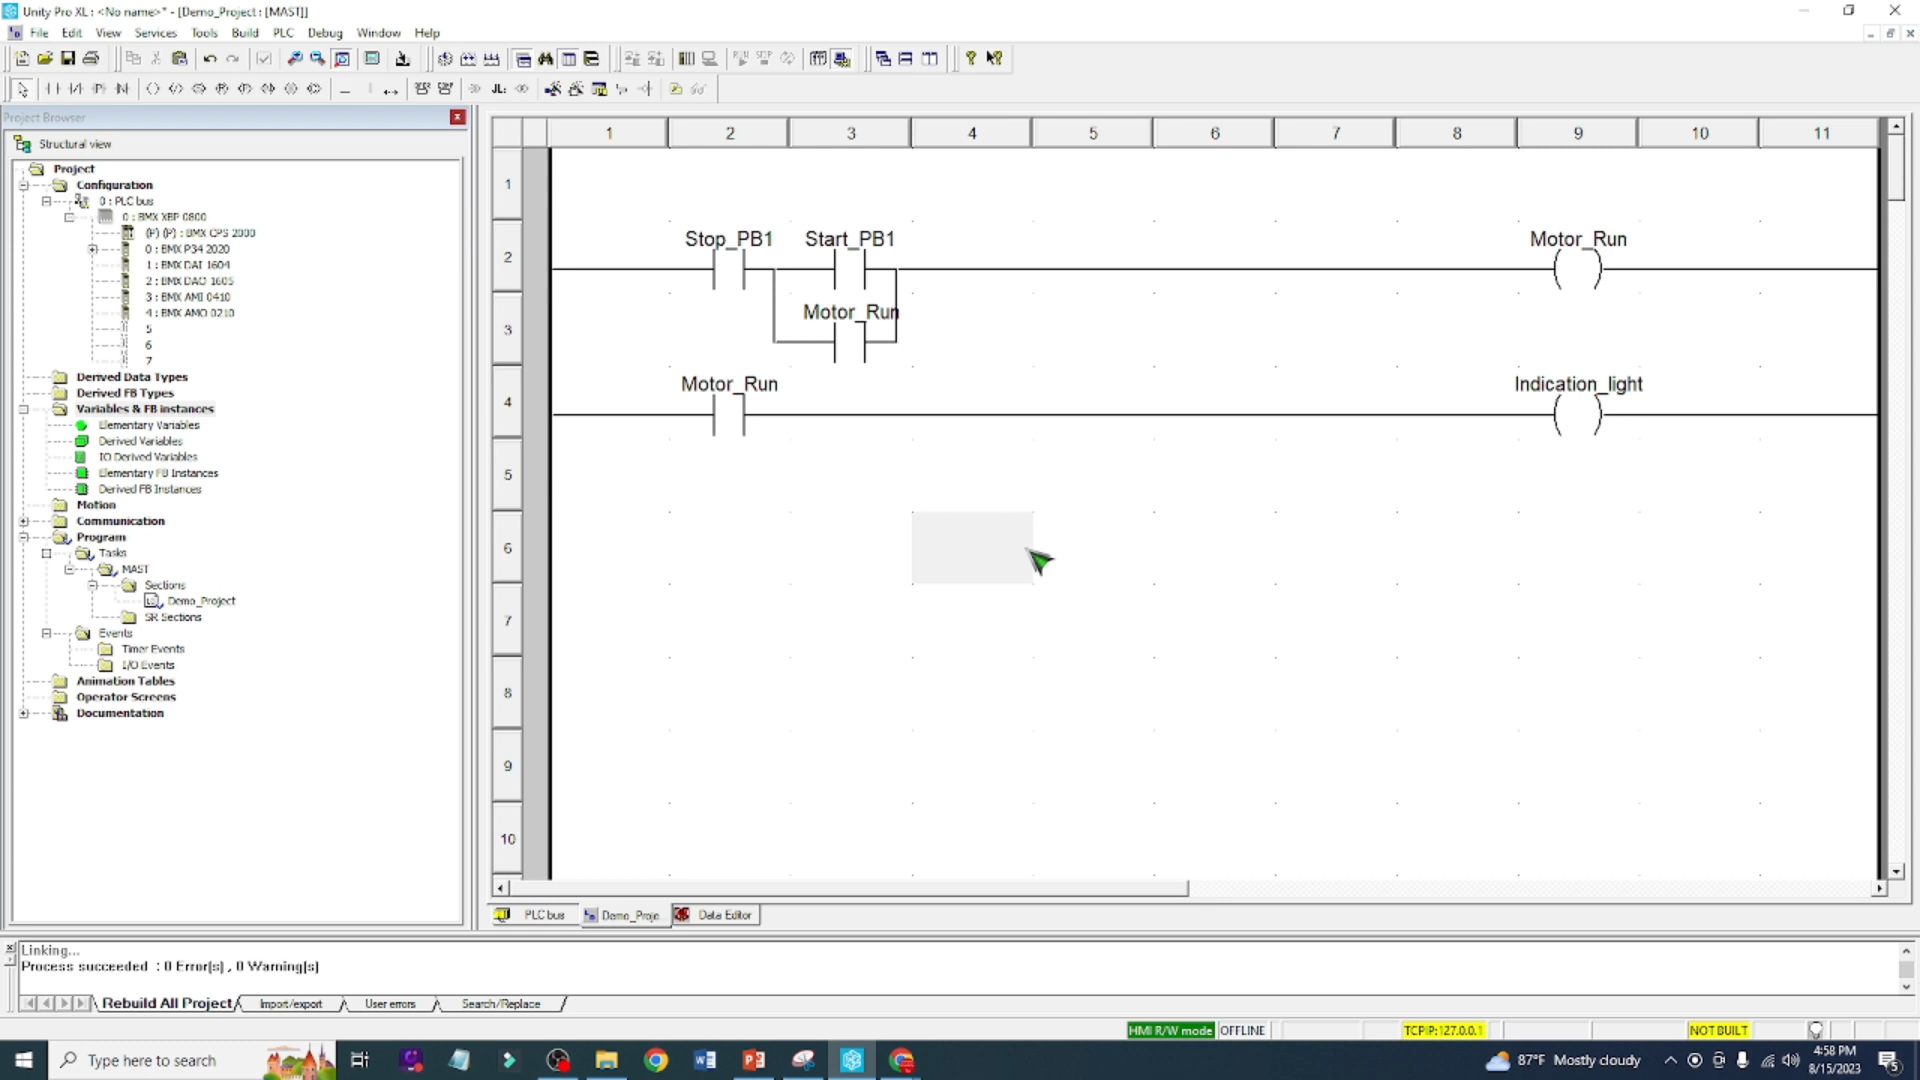 Unity Pro XL : <No name>* - [Demo_Project : [MAST]]
File Edit View Services Tools Build PLC Debug Window Help
Project Browser
Structural view
Project
Configuration
0 : PLC bus
0 : BMX XBP 0800
(P) (P) : BMX CPS 2000
0 : BMX P34 2020
1 : BMX DAI 1604
2 : BMX DAO 1605
3 : BMX AMI 0410
4 : BMX AMO 0210
5
6
7
Derived Data Types
Derived FB Types
Variables & FB instances
Elementary Variables
Derived Variables
IO Derived Variables
Elementary FB Instances
Derived FB Instances
Motion
Communication
Program
Tasks
MAST
Sections
Demo_Project
SR Sections
Events
Timer Events
I/O Events
Animation Tables
Operator Screens
Documentation
1 2 3 4 5 6 7 8 9 10 11
1
Stop_PB1 Start_PB1 Motor_Run
2
Motor_Run
3
Motor_Run Indication_light
4
5
6
7
8
9
10
PLC bus Demo_Proje... Data Editor
Linking...
Process succeeded : 0 Error(s) , 0 Warning(s)
Rebuild All Project Import/export User errors Search/Replace
HMI R/W mode OFFLINE TCPIP:127.0.0.1 NOT BUILT
Type here to search
87°F Mostly cloudy
4:58 PM
8/15/2023
5